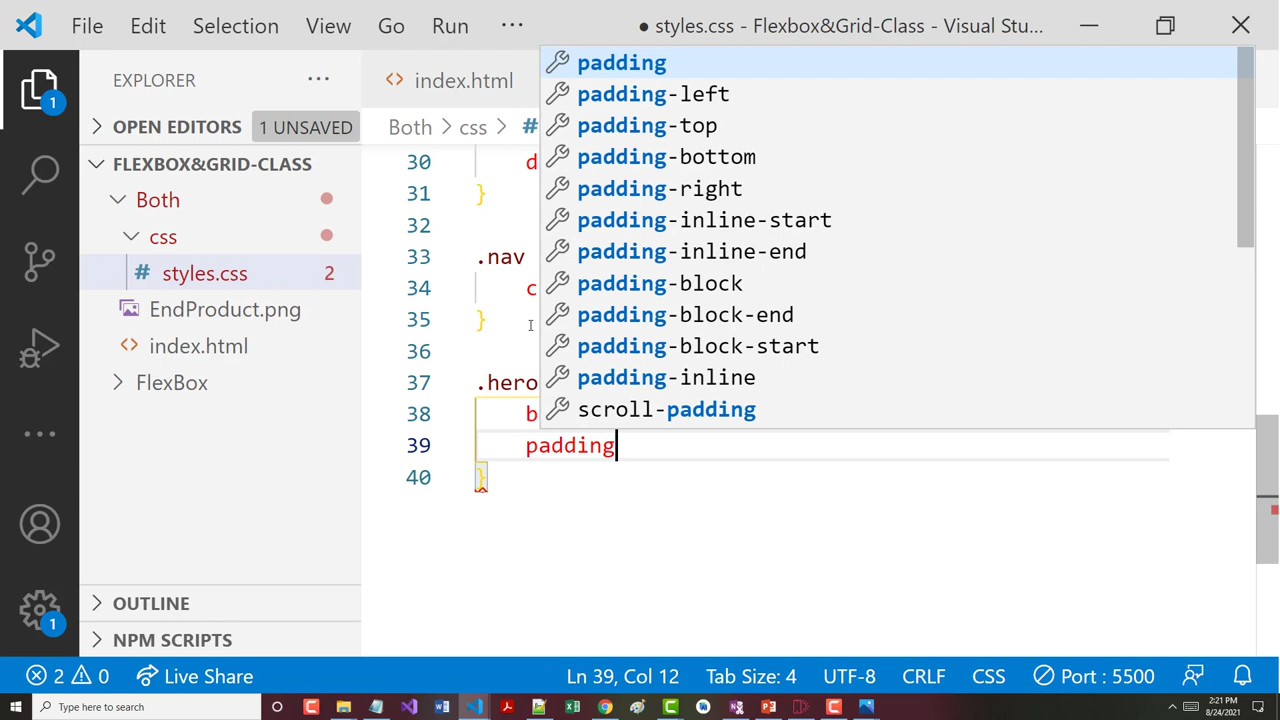 File Edit Selection View Go Run ··· ● styles.css - Flexbox&Grid-Class - Visual Stu...
EXPLORER ···
OPEN EDITORS 1 UNSAVED
FLEXBOX&GRID-CLASS
Both
css
# styles.css 2
EndProduct.png
index.html
FlexBox
OUTLINE
NPM SCRIPTS
1
1
<> index.html
Both > css > #
30 d
31 }
32
33 .nav
34 c
35 }
36
37 .hero
38 b
39 padding
40 }
padding
padding-left
padding-top
padding-bottom
padding-right
padding-inline-start
padding-inline-end
padding-block
padding-block-end
padding-block-start
padding-inline
scroll-padding
2 0 Live Share Ln 39, Col 12 Tab Size: 4 UTF-8 CRLF CSS Port : 5500
Type here to search
2:21 PM
8/24/2021